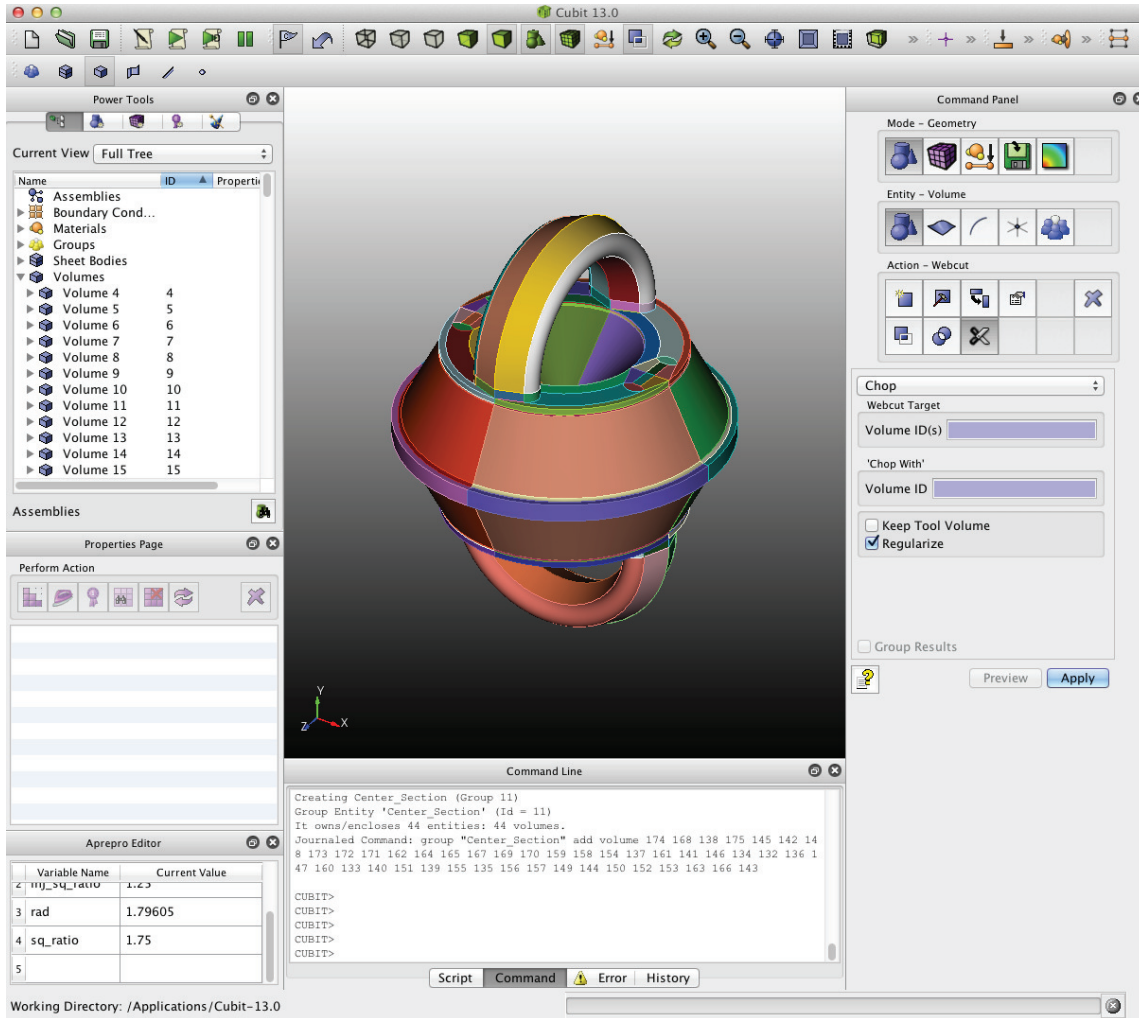 Cubit 13.0
Power Tools
Current View Full Tree
Name ID Properti
Assemblies
Boundary Cond...
Materials
Groups
Sheet Bodies
Volumes
Volume 4 4
Volume 5 5
Volume 6 6
Volume 7 7
Volume 8 8
Volume 9 9
Volume 10 10
Volume 11 11
Volume 12 12
Volume 13 13
Volume 14 14
Volume 15 15
Assemblies
Properties Page
Perform Action
Aprepro Editor
Variable Name Current Value
2 mj_sq_ratio 1.25
3 rad 1.79605
4 sq_ratio 1.75
5
Working Directory: /Applications/Cubit-13.0
Y
Z X
Command Line
Creating Center_Section (Group 11)
Group Entity 'Center_Section' (Id = 11)
It owns/encloses 44 entities: 44 volumes.
Journaled Command: group "Center_Section" add volume 174 168 138 175 145 142 14
8 173 172 171 162 164 165 167 169 170 159 158 154 137 161 141 146 134 132 136 1
47 160 133 140 151 139 155 135 156 157 149 144 150 152 153 163 166 143
CUBIT>
CUBIT>
CUBIT>
CUBIT>
CUBIT>
Script Command Error History
Command Panel
Mode - Geometry
Entity - Volume
Action - Webcut
Chop
Webcut Target
Volume ID(s)
'Chop With'
Volume ID
Keep Tool Volume
Regularize
Group Results
Preview Apply